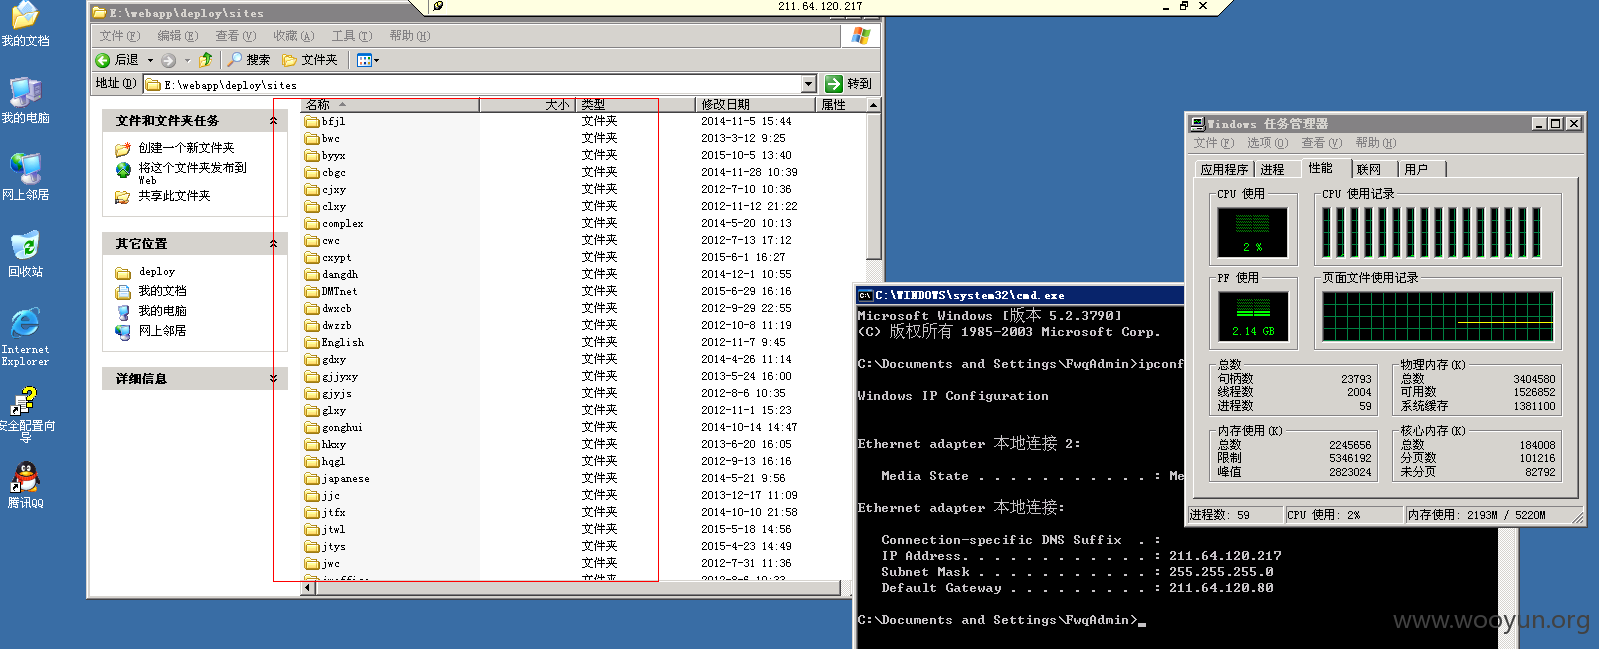 211.64.120.217
我的文档
我的电脑
网上邻居
回收站
Internet
Explorer
安全配置向
导
腾讯QQ
E:\webapp\deploy\sites
文件(F) 编辑(E) 查看(V) 收藏(A) 工具(T) 帮助(H)
后退 搜索 文件夹
地址(D) E:\webapp\deploy\sites 转到
文件和文件夹任务
创建一个新文件夹
将这个文件夹发布到
Web
共享此文件夹
其它位置
deploy
我的文档
我的电脑
网上邻居
详细信息
名称 大小 类型 修改日期 属性
bfjl 文件夹 2014-11-5 15:44
bwc 文件夹 2013-3-12 9:25
byyx 文件夹 2015-10-5 13:40
cbgc 文件夹 2014-11-28 10:39
cjxy 文件夹 2012-7-10 10:36
clxy 文件夹 2012-11-12 21:22
complex 文件夹 2014-5-20 10:13
cwc 文件夹 2012-7-13 17:12
cxypt 文件夹 2015-6-1 16:27
dangdh 文件夹 2014-12-1 10:55
DMTnet 文件夹 2015-6-29 16:16
dwxcb 文件夹 2012-9-29 22:55
dwzzb 文件夹 2012-10-8 11:19
English 文件夹 2012-11-7 9:45
gdxy 文件夹 2014-4-26 11:14
gjjyxy 文件夹 2013-5-24 16:00
gjyjs 文件夹 2012-8-6 10:35
glxy 文件夹 2012-11-1 15:23
gonghui 文件夹 2014-10-14 14:47
hkxy 文件夹 2013-6-20 16:05
hqgl 文件夹 2012-9-13 16:16
japanese 文件夹 2014-5-21 9:56
jjc 文件夹 2013-12-17 11:09
jtfx 文件夹 2014-10-10 21:58
jtwl 文件夹 2015-5-18 14:56
jtys 文件夹 2015-4-23 14:49
jwc 文件夹 2012-7-31 11:36
C:\WINDOWS\system32\cmd.exe
Microsoft Windows [版本 5.2.3790]
(C) 版权所有 1985-2003 Microsoft Corp.
C:\Documents and Settings\FwqAdmin>ipconf
Windows IP Configuration
Ethernet adapter 本地连接 2:
Media State . . . . . . . . . . . : Me
Ethernet adapter 本地连接:
Connection-specific DNS Suffix . :
IP Address. . . . . . . . . . . . : 211.64.120.217
Subnet Mask . . . . . . . . . . . : 255.255.255.0
Default Gateway . . . . . . . . . : 211.64.120.80
C:\Documents and Settings\FwqAdmin>_
Windows 任务管理器
文件(F) 选项(O) 查看(V) 帮助(H)
应用程序 进程 性能 联网 用户
CPU 使用 CPU 使用记录
2 %
PF 使用 页面文件使用记录
2.14 GB
总数
句柄数 23793
线程数 2004
进程数 59
物理内存(K)
总数 3404580
可用数 1526852
系统缓存 1381100
内存使用(K)
总数 2245656
限制 5346192
峰值 2823024
核心内存(K)
总数 184008
分页数 101216
未分页 82792
进程数: 59 CPU 使用: 2% 内存使用: 2193M / 5220M
www.wooyun.org